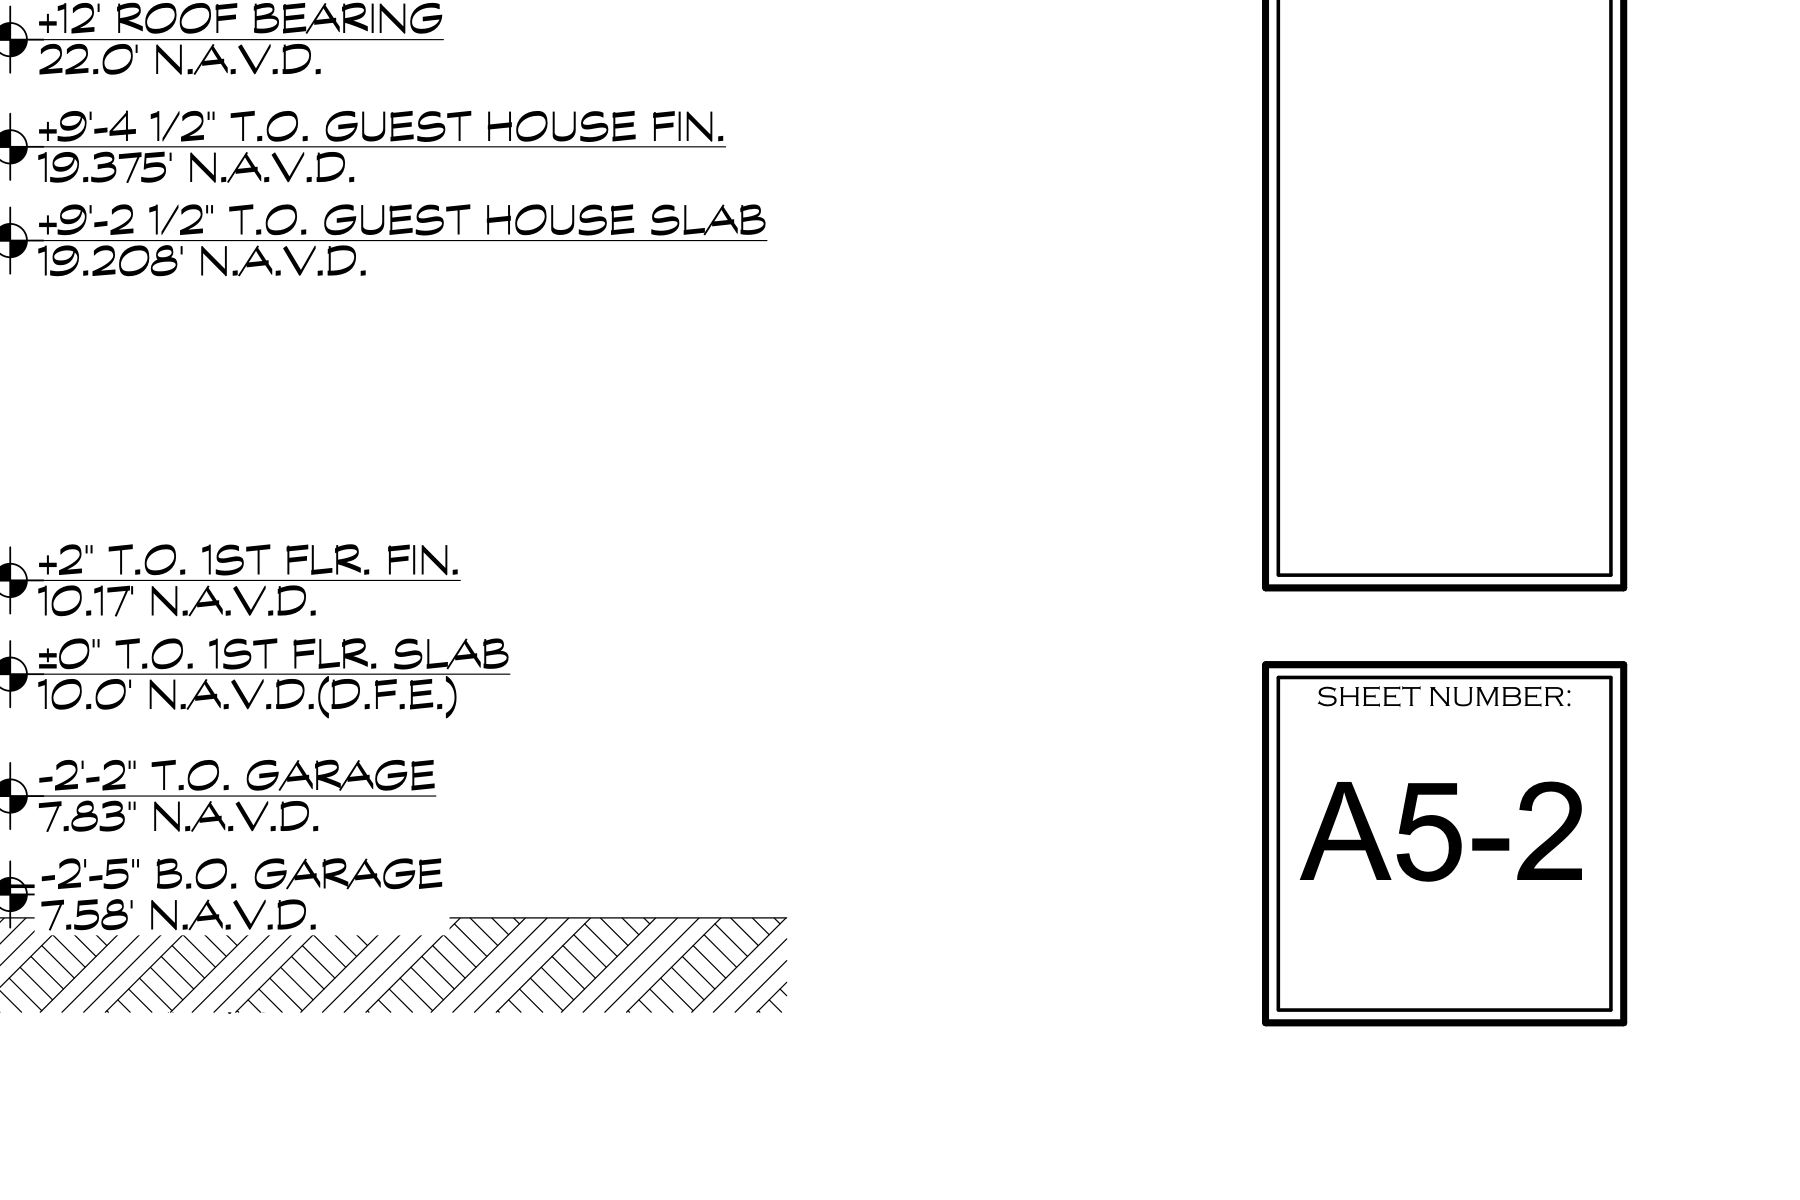 +12' ROOF BEARING
22.0' N.A.V.D.
+9'-4 1/2" T.O. GUEST HOUSE FIN.
19.375' N.A.V.D.
+9'-2 1/2" T.O. GUEST HOUSE SLAB
19.208' N.A.V.D.
+2" T.O. 1ST FLR. FIN.
10.17' N.A.V.D.
±0" T.O. 1ST FLR. SLAB
10.0' N.A.V.D.(D.F.E.)
-2'-2" T.O. GARAGE
7.83" N.A.V.D.
-2'-5" B.O. GARAGE
7.58' N.A.V.D.
SHEET NUMBER:
A5-2